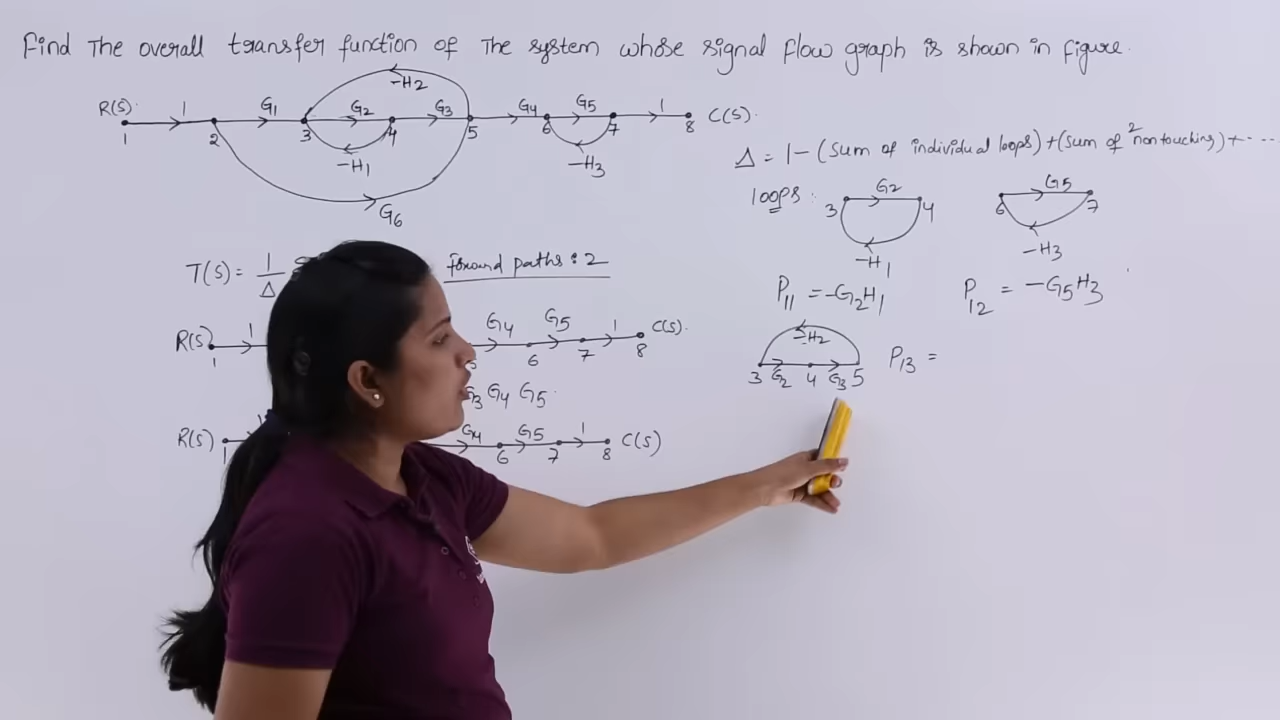 Find The overall transfer function of The system whose signal flow graph is shown in figure.
-H2
R(S) 1 G1 G2 G3 G4 G5 1 C(S).
1 2 3 4 5 6 7 8
-H1 -H3
G6
Δ = 1- (sum of individual loops) + (sum of 2 nontouching) + ....
loops :
3 G2 4
-H1
6 G5 7
-H3
P11 = -G2H1
P12 = -G5H3
-H2
3 G2 4 G3 5
P13 =
T(S) = 1/Δ
forward paths : 2
R(S) 1 G4 G5 1 C(S).
1 6 7 8
G3 G4 G5
R(S) G4 G5 1 C(S)
1 6 7 8